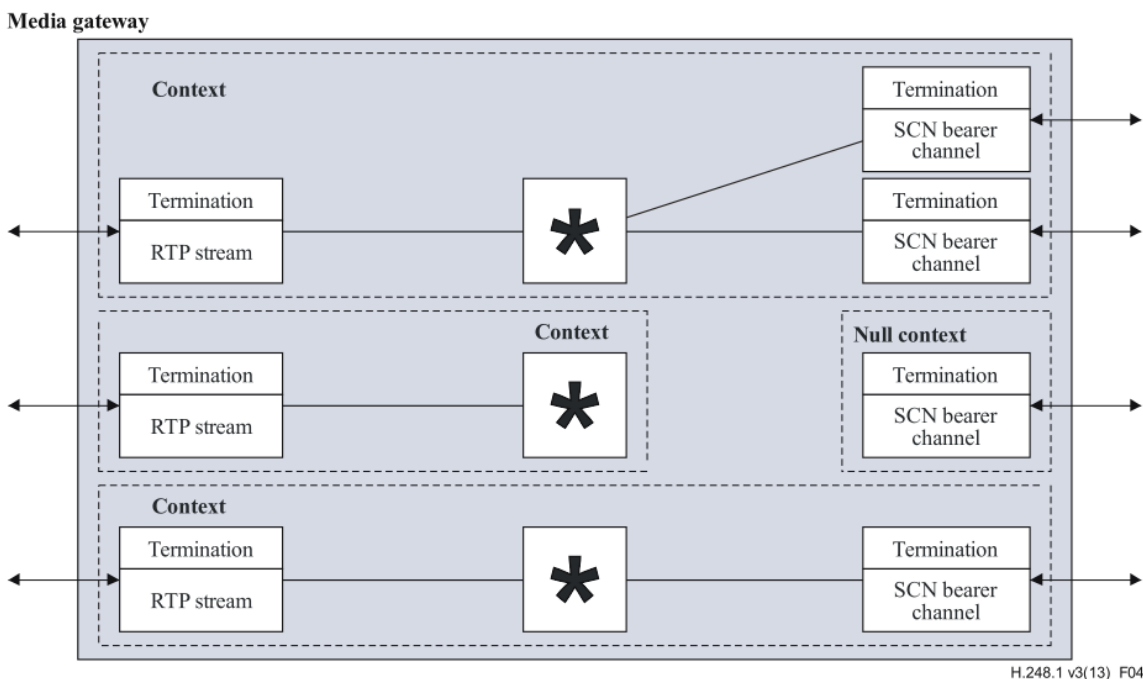 Media gateway
Context
Termination
SCN bearer
channel
Termination
RTP stream
*
Termination
SCN bearer
channel
Context
Null context
Termination
RTP stream
*
Termination
SCN bearer
channel
Context
Termination
RTP stream
*
Termination
SCN bearer
channel
H.248.1 v3(13)_F04